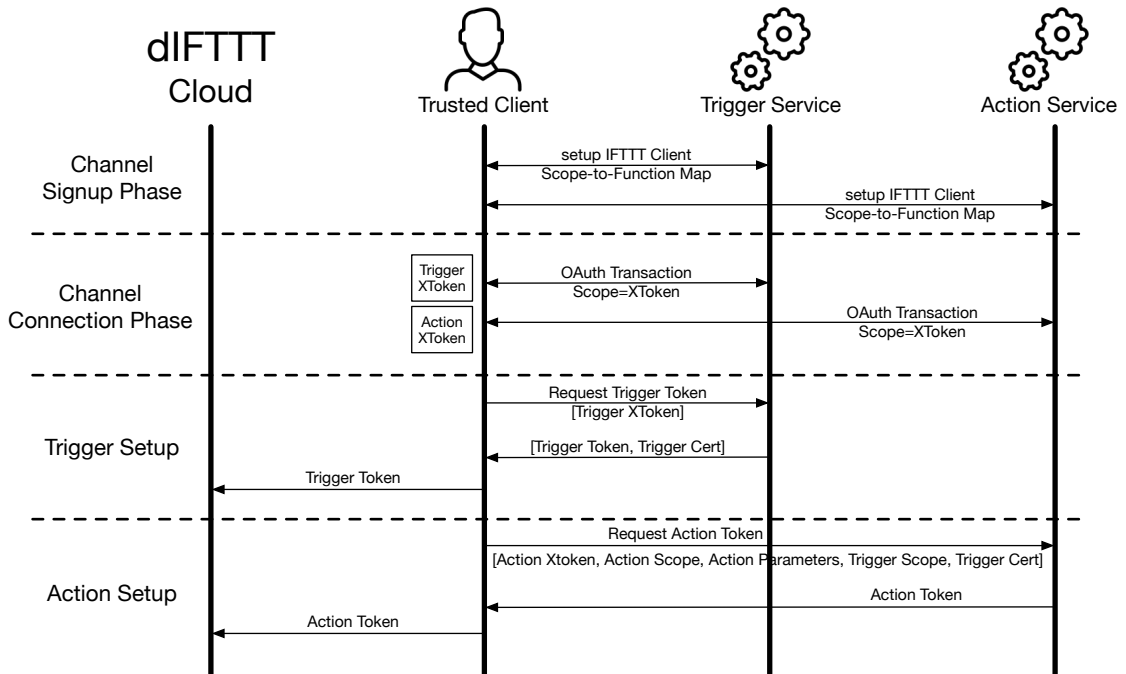 dIFTTT
Cloud
Trusted Client
Trigger Service
Action Service
Channel
Signup Phase
setup IFTTT Client
Scope-to-Function Map
setup IFTTT Client
Scope-to-Function Map
Channel
Connection Phase
Trigger
XToken
OAuth Transaction
Scope=XToken
Action
XToken
OAuth Transaction
Scope=XToken
Trigger Setup
Request Trigger Token
[Trigger XToken]
[Trigger Token, Trigger Cert]
Trigger Token
Action Setup
Request Action Token
[Action Xtoken, Action Scope, Action Parameters, Trigger Scope, Trigger Cert]
Action Token
Action Token